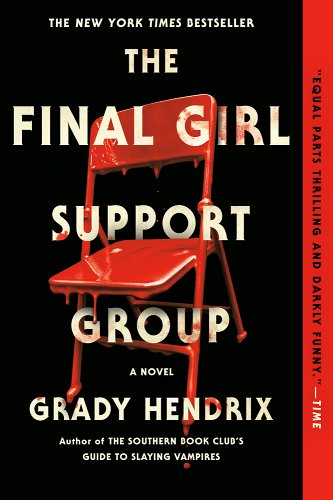 THE NEW YORK TIMES BESTSELLER
THE
FINAL GIRL
SUPPORT
GROUP
A NOVEL
GRADY HENDRIX
Author of THE SOUTHERN BOOK CLUB'S
GUIDE TO SLAYING VAMPIRES
"EQUAL PARTS THRILLING AND DARKLY FUNNY."—TIME